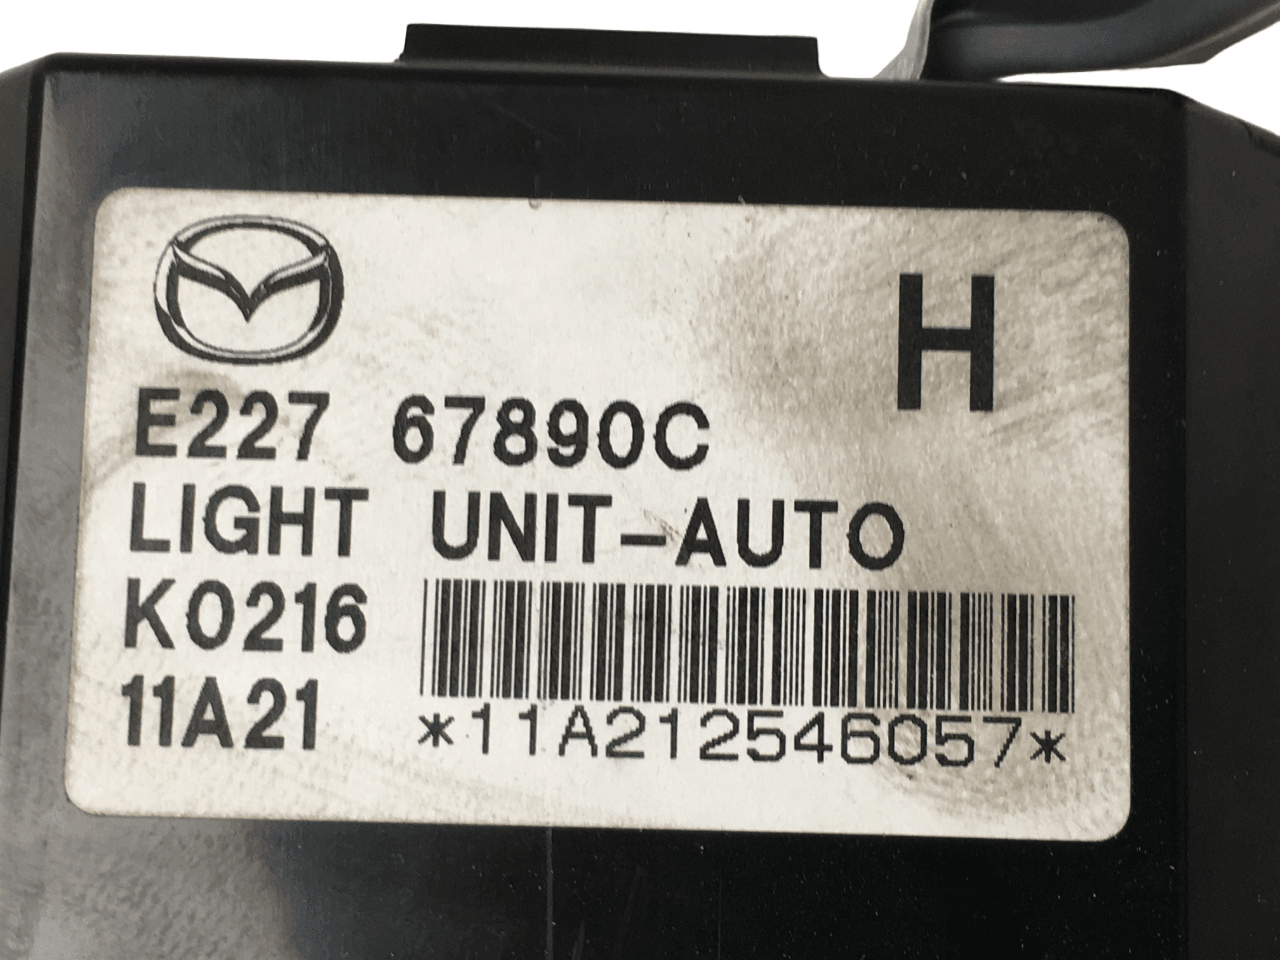 H
E227 67890C
LIGHT UNIT-AUTO
K0216
11A21
*11A212546057*